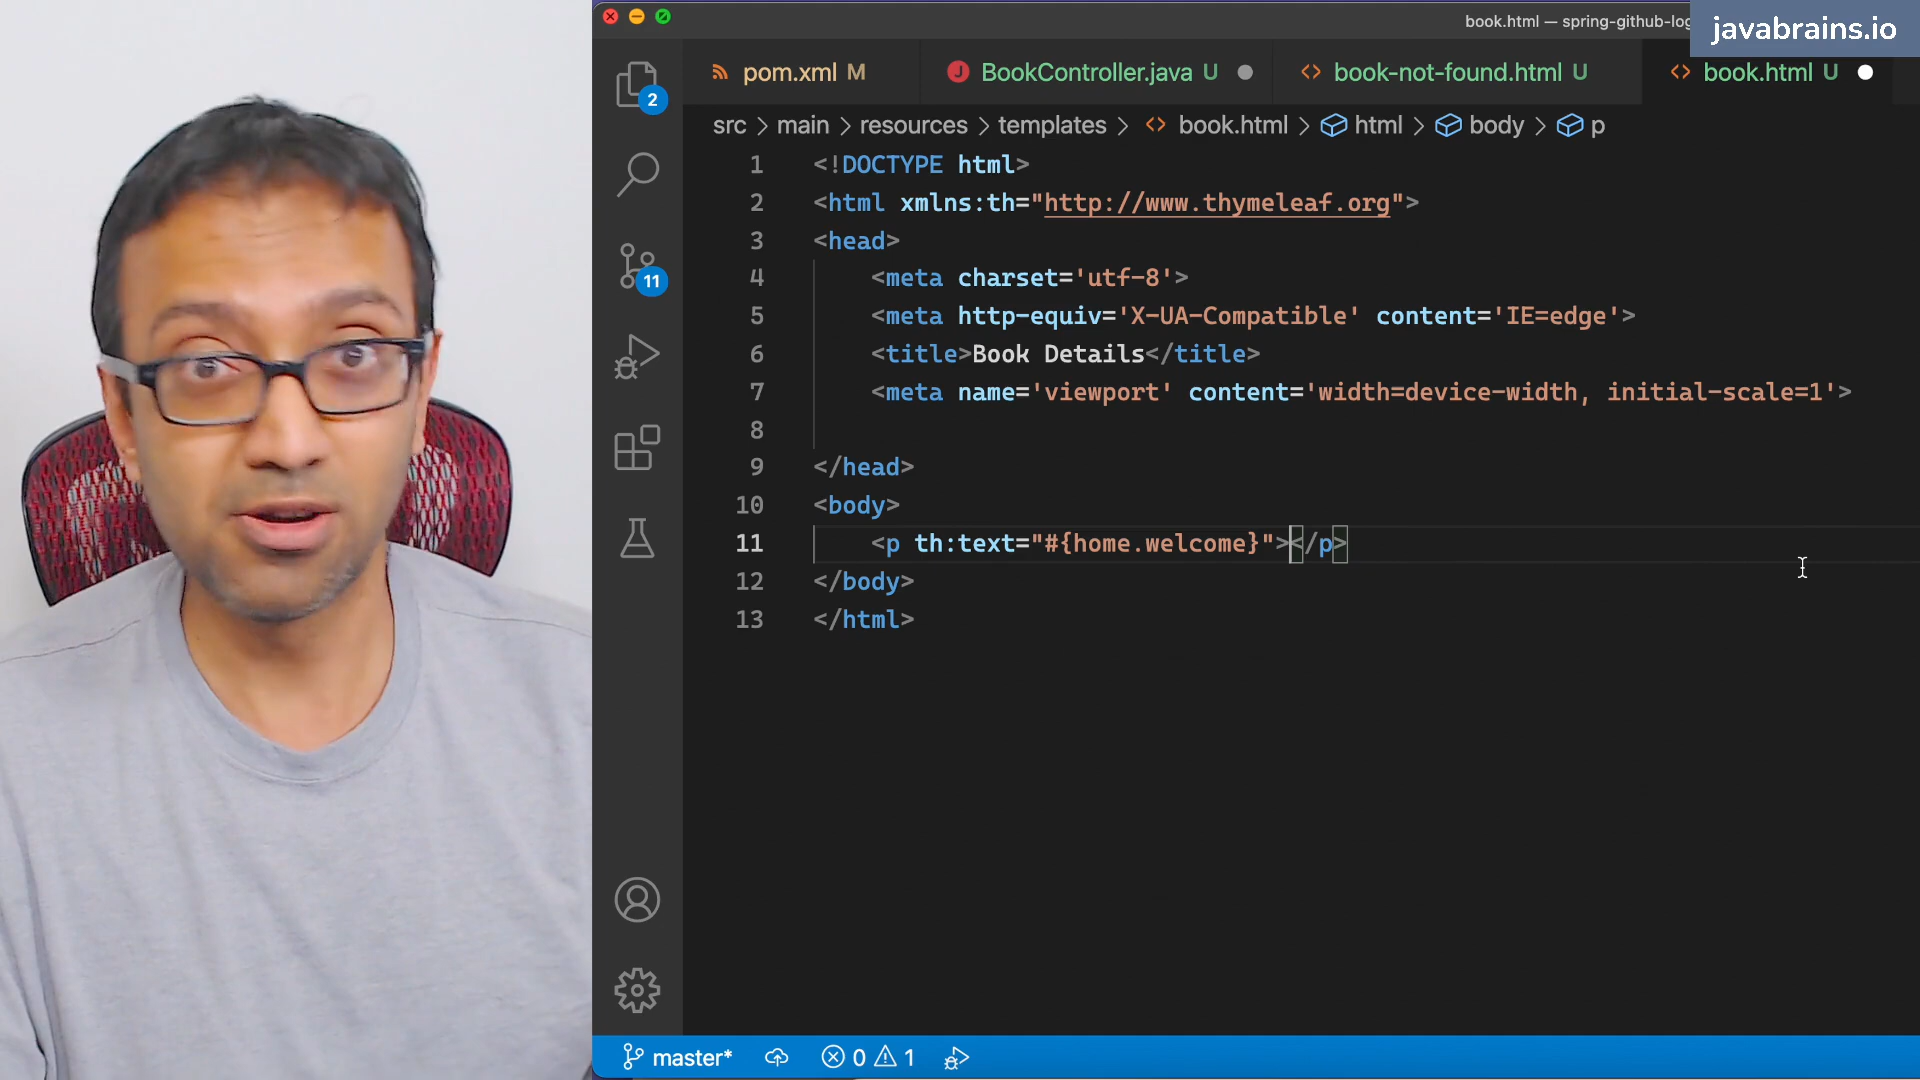 book.html — spring-github-log
javabrains.io
pom.xml M
BookController.java U
book-not-found.html U
book.html U
2
src > main > resources > templates > book.html > html > body > p
1 <!DOCTYPE html>
2 <html xmlns:th="http://www.thymeleaf.org">
3 <head>
4 <meta charset='utf-8'>
5 <meta http-equiv='X-UA-Compatible' content='IE=edge'>
6 <title>Book Details</title>
7 <meta name='viewport' content='width=device-width, initial-scale=1'>
8
9 </head>
10 <body>
11 <p th:text="#{home.welcome}"></p>
12 </body>
13 </html>
11
master* 0 1